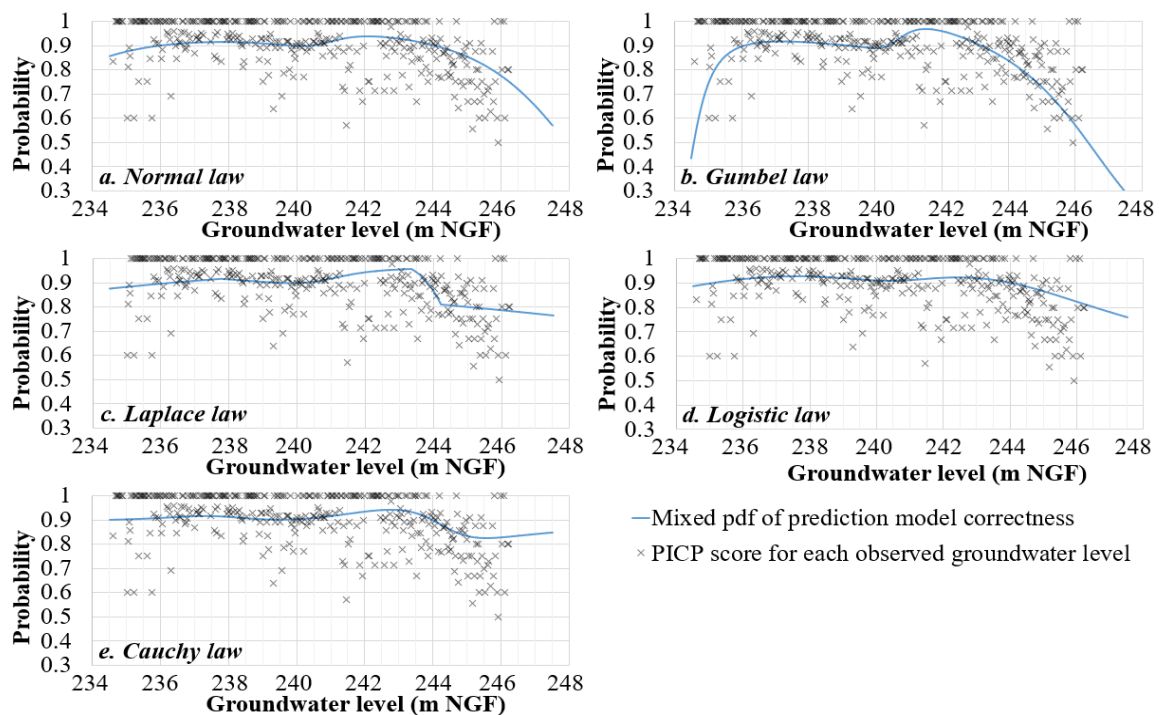 1
0.9
0.8
0.7
0.6
0.5
0.4
0.3
Probability
a. Normal law
234 236 238 240 242 244 246 248
Groundwater level (m NGF)
1
0.9
0.8
0.7
0.6
0.5
0.4
0.3
Probability
b. Gumbel law
234 236 238 240 242 244 246 248
Groundwater level (m NGF)
1
0.9
0.8
0.7
0.6
0.5
0.4
0.3
Probability
c. Laplace law
234 236 238 240 242 244 246 248
Groundwater level (m NGF)
1
0.9
0.8
0.7
0.6
0.5
0.4
0.3
Probability
d. Logistic law
234 236 238 240 242 244 246 248
Groundwater level (m NGF)
1
0.9
0.8
0.7
0.6
0.5
0.4
0.3
Probability
e. Cauchy law
234 236 238 240 242 244 246 248
Groundwater level (m NGF)
Mixed pdf of prediction model correctness
PICP score for each observed groundwater level